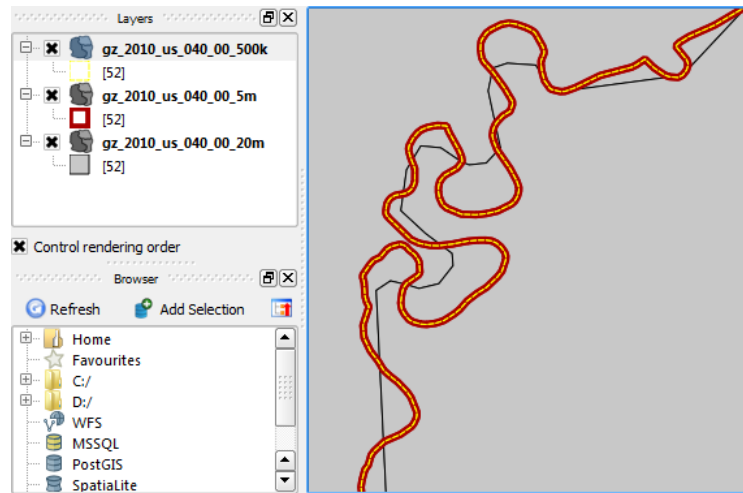 Layers
gz_2010_us_040_00_500k
[52]
gz_2010_us_040_00_5m
[52]
gz_2010_us_040_00_20m
[52]
Control rendering order
Browser
Refresh Add Selection
Home
Favourites
C:/
D:/
WFS
MSSQL
PostGIS
SpatiaLite